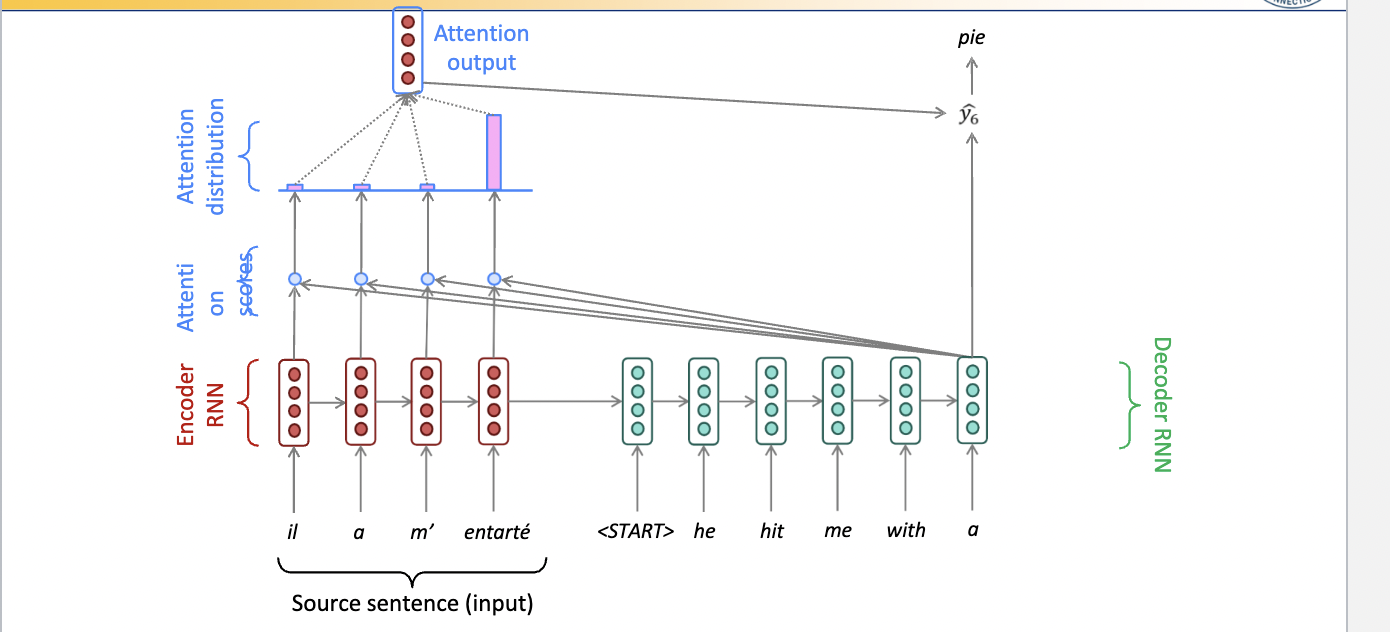 Attention
output
pie
ŷ6
Attention
distribution
Attenti
on
scores
Encoder
RNN
Decoder RNN
il a m’ entarté <START> he hit me with a
Source sentence (input)